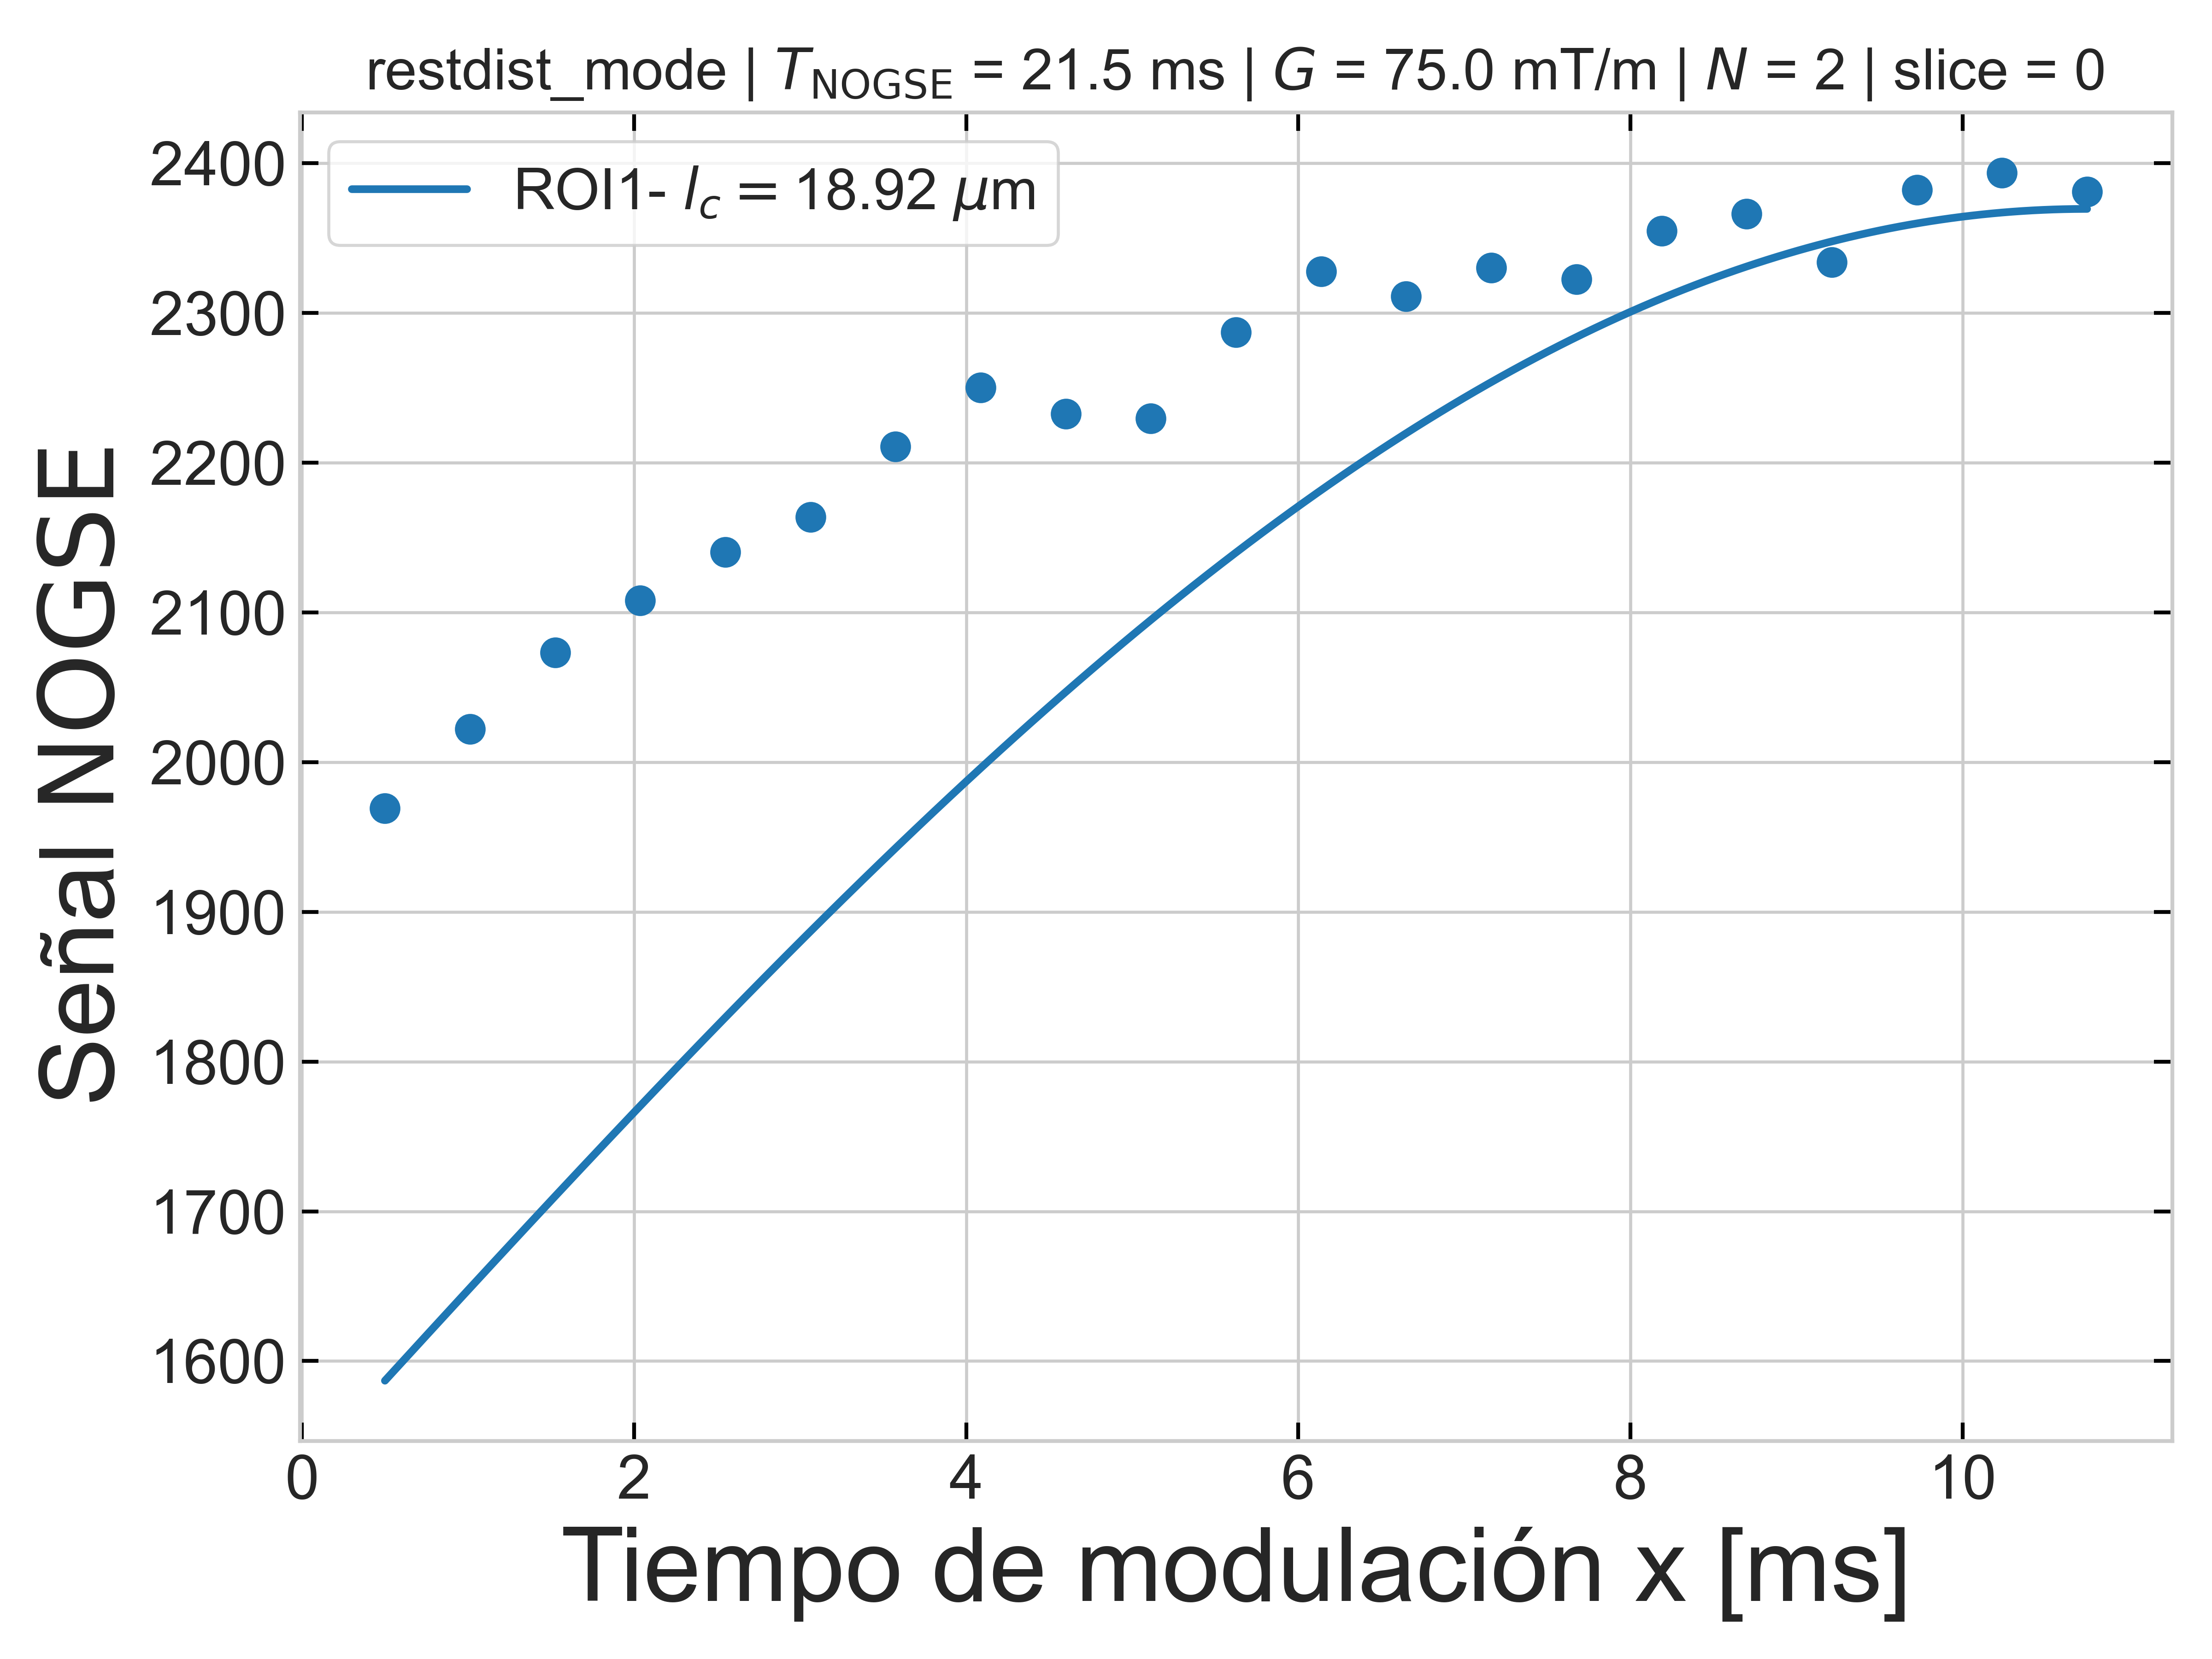 restdist_mode | T_NOGSE = 21.5 ms | G = 75.0 mT/m | N = 2 | slice = 0
ROI1- l_c = 18.92 μm
Señal NOGSE
2400
2300
2200
2100
2000
1900
1800
1700
1600
0 2 4 6 8 10
Tiempo de modulación x [ms]